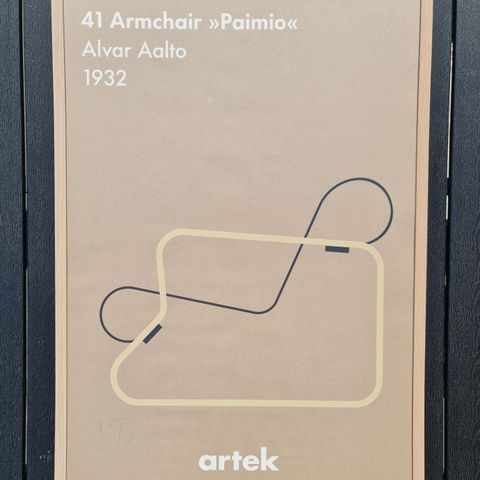 41 Armchair »Paimio«
Alvar Aalto
1932
artek